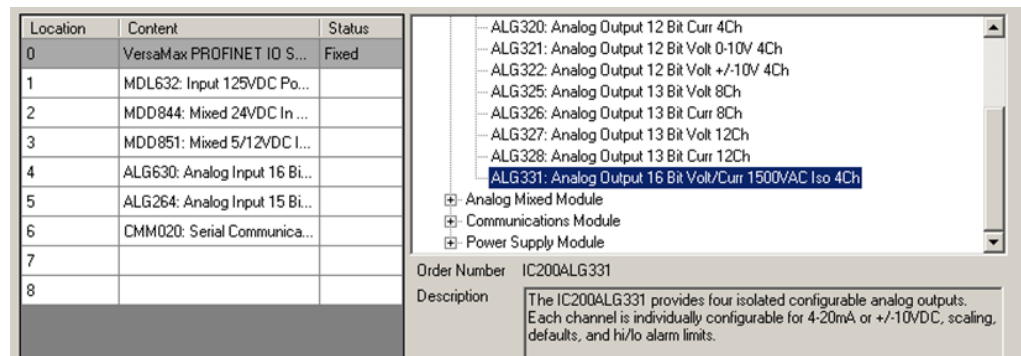 Location Content Status
0 VersaMax PROFINET IO S... Fixed
1 MDL632: Input 125VDC Po...
2 MDD844: Mixed 24VDC In ...
3 MDD851: Mixed 5/12VDC I...
4 ALG630: Analog Input 16 Bi...
5 ALG264: Analog Input 15 Bi...
6 CMM020: Serial Communica...
7
8
ALG320: Analog Output 12 Bit Curr 4Ch
ALG321: Analog Output 12 Bit Volt 0-10V 4Ch
ALG322: Analog Output 12 Bit Volt +/-10V 4Ch
ALG325: Analog Output 13 Bit Volt 8Ch
ALG326: Analog Output 13 Bit Curr 8Ch
ALG327: Analog Output 13 Bit Volt 12Ch
ALG328: Analog Output 13 Bit Curr 12Ch
ALG331: Analog Output 16 Bit Volt/Curr 1500VAC Iso 4Ch
Analog Mixed Module
Communications Module
Power Supply Module
Order Number IC200ALG331
Description The IC200ALG331 provides four isolated configurable analog outputs.
Each channel is individually configurable for 4-20mA or +/-10VDC, scaling,
defaults, and hi/lo alarm limits.